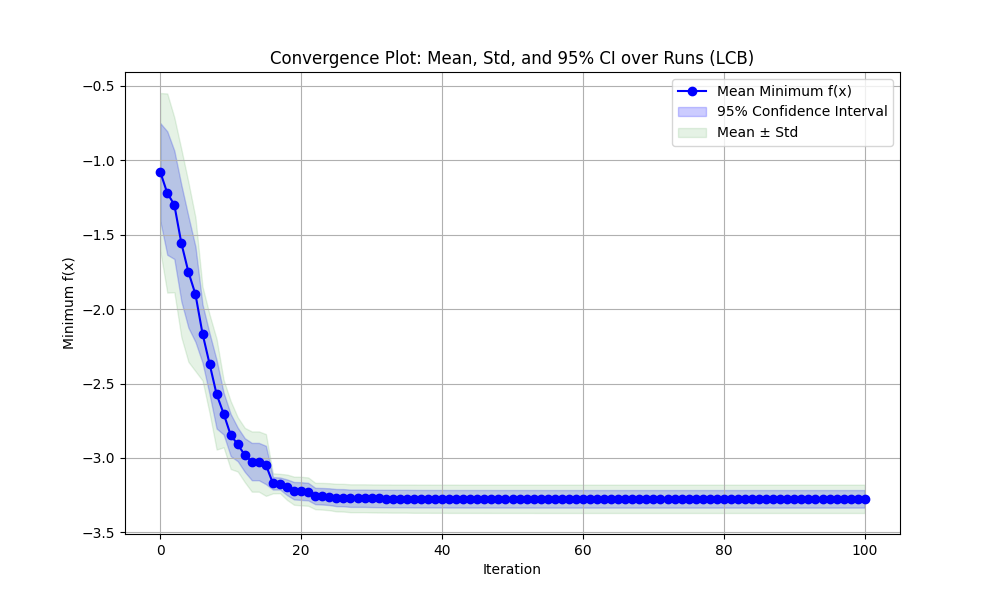 Convergence Plot: Mean, Std, and 95% CI over Runs (LCB)
Mean Minimum f(x)
95% Confidence Interval
Mean ± Std
Minimum f(x)
−0.5
−1.0
−1.5
−2.0
−2.5
−3.0
−3.5
0 20 40 60 80 100
Iteration